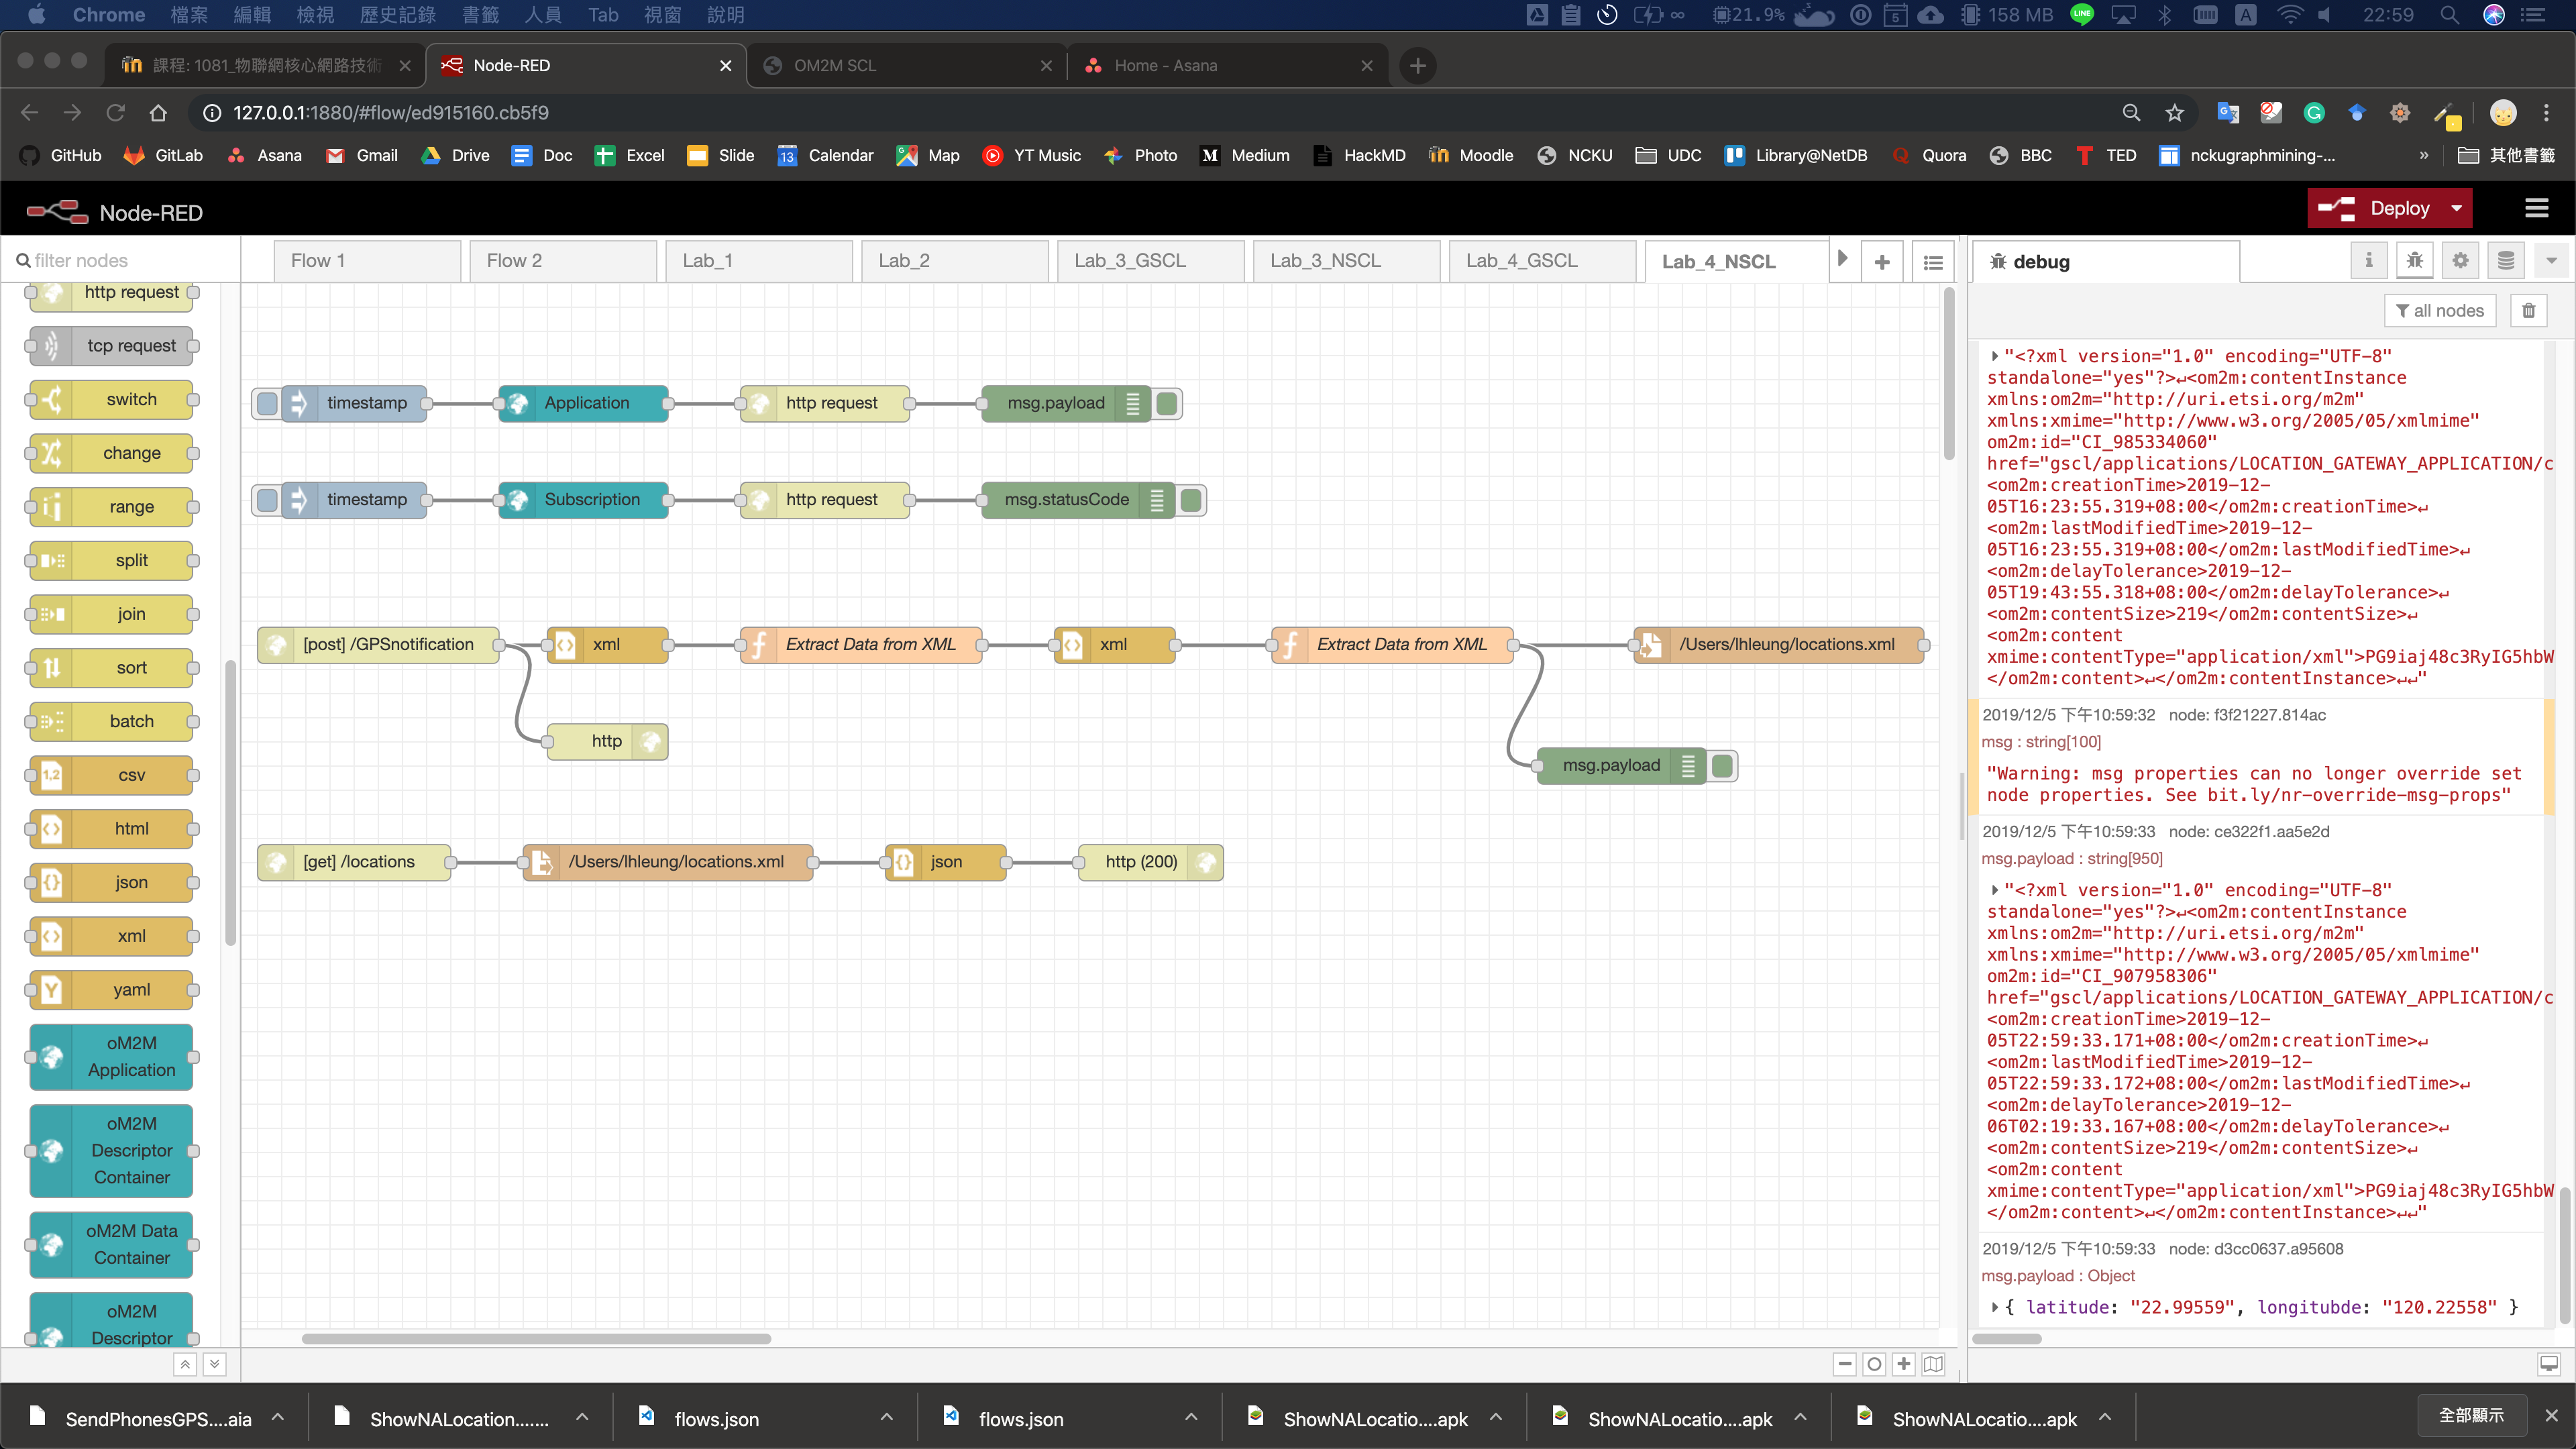 Chrome 檔案 編輯 檢視 歷史記錄 書籤 人員 Tab 視窗 說明
21.9% 5 158 MB LINE A 22:59
課程: 1081_物聯網核心網路技術
Node-RED
OM2M SCL
Home - Asana
127.0.0.1:1880/#flow/ed915160.cb5f9
GitHub GitLab Asana Gmail Drive Doc Excel Slide 13 Calendar Map YT Music Photo Medium HackMD Moodle NCKU UDC Library@NetDB Quora BBC TED nckugraphmining-... » 其他書籤
Node-RED
Deploy
filter nodes
Flow 1
Flow 2
Lab_1
Lab_2
Lab_3_GSCL
Lab_3_NSCL
Lab_4_GSCL
Lab_4_NSCL
debug
all nodes
http request
tcp request
switch
change
range
split
join
sort
batch
csv
html
json
xml
yaml
oM2M
Application
oM2M
Descriptor
Container
oM2M Data
Container
oM2M
Descriptor
timestamp
Application
http request
msg.payload
timestamp
Subscription
http request
msg.statusCode
[post] /GPSnotification
xml
Extract Data from XML
xml
Extract Data from XML
/Users/lhleung/locations.xml
http
msg.payload
[get] /locations
/Users/lhleung/locations.xml
json
http (200)
"<?xml version="1.0" encoding="UTF-8"
standalone="yes"?>↵<om2m:contentInstance
xmlns:om2m="http://uri.etsi.org/m2m"
xmlns:xmime="http://www.w3.org/2005/05/xmlmime"
om2m:id="CI_985334060"
href="gscl/applications/LOCATION_GATEWAY_APPLICATION/c
<om2m:creationTime>2019-12-
05T16:23:55.319+08:00</om2m:creationTime>↵
<om2m:lastModifiedTime>2019-12-
05T16:23:55.319+08:00</om2m:lastModifiedTime>↵
<om2m:delayTolerance>2019-12-
05T19:43:55.318+08:00</om2m:delayTolerance>↵
<om2m:contentSize>219</om2m:contentSize>↵
<om2m:content
xmime:contentType="application/xml">PG9iaj48c3RyIG5hbW
</om2m:content>↵</om2m:contentInstance>↵↵"
2019/12/5 下午10:59:32 node: f3f21227.814ac
msg : string[100]
"Warning: msg properties can no longer override set
node properties. See bit.ly/nr-override-msg-props"
2019/12/5 下午10:59:33 node: ce322f1.aa5e2d
msg.payload : string[950]
"<?xml version="1.0" encoding="UTF-8"
standalone="yes"?>↵<om2m:contentInstance
xmlns:om2m="http://uri.etsi.org/m2m"
xmlns:xmime="http://www.w3.org/2005/05/xmlmime"
om2m:id="CI_907958306"
href="gscl/applications/LOCATION_GATEWAY_APPLICATION/c
<om2m:creationTime>2019-12-
05T22:59:33.171+08:00</om2m:creationTime>↵
<om2m:lastModifiedTime>2019-12-
05T22:59:33.172+08:00</om2m:lastModifiedTime>↵
<om2m:delayTolerance>2019-12-
06T02:19:33.167+08:00</om2m:delayTolerance>↵
<om2m:contentSize>219</om2m:contentSize>↵
<om2m:content
xmime:contentType="application/xml">PG9iaj48c3RyIG5hbW
</om2m:content>↵</om2m:contentInstance>↵↵"
2019/12/5 下午10:59:33 node: d3cc0637.a95608
msg.payload : Object
{ latitude: "22.99559", longitubde: "120.22558" }
SendPhonesGPS....aia
ShowNALocation.......
flows.json
flows.json
ShowNALocatio....apk
ShowNALocatio....apk
ShowNALocatio....apk
全部顯示